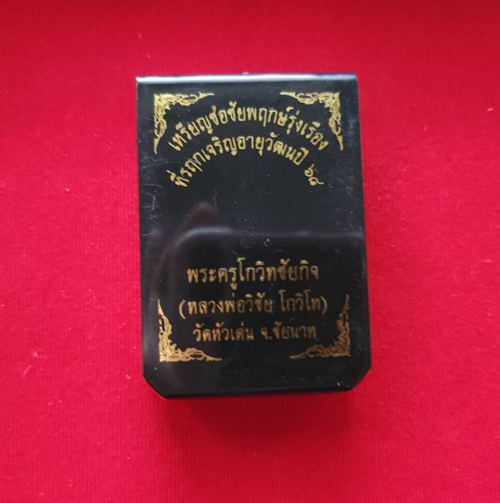 เหรียญช่อชัยพฤกษ์รุ่งเรือง
ที่รฤกเจริญอายุวัฒนปี ๖๘
พระครูโกวิทชัยกิจ
(หลวงพ่อวิชัย โกวิโท)
วัดหัวเด่น จ.ชัยนาท